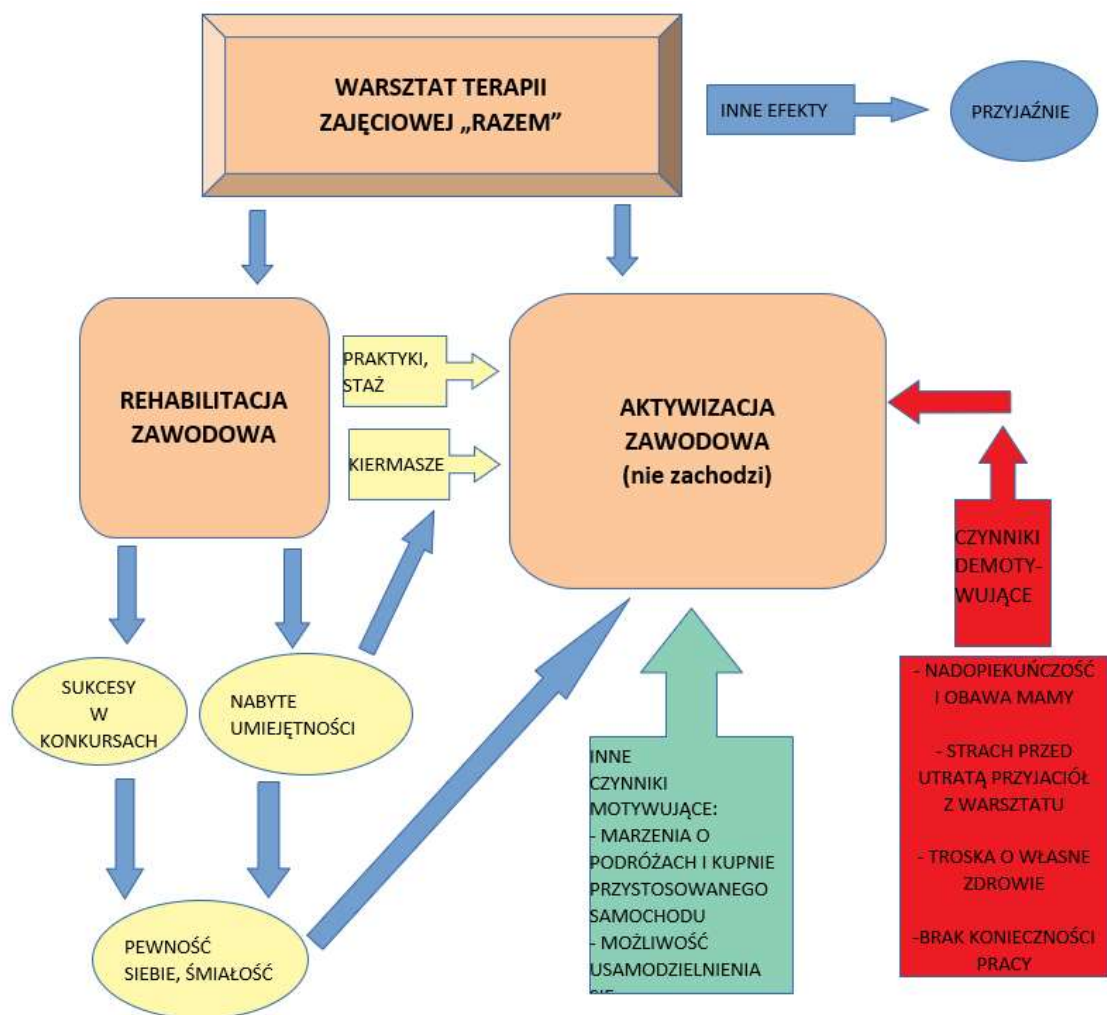 WARSZTAT TERAPII
ZAJĘCIOWEJ „RAZEM”
INNE EFEKTY
PRZYJAŹNIE
REHABILITACJA
ZAWODOWA
PRAKTYKI,
STAŻ
KIERMASZE
AKTYWIZACJA
ZAWODOWA
(nie zachodzi)
CZYNNIKI
DEMOTY-
WUJĄCE
- NADOPIEKUŃCZOŚĆ
I OBAWA MAMY
- STRACH PRZED
UTRATĄ PRZYJACIÓŁ
Z WARSZTATU
- TROSKA O WŁASNE
ZDROWIE
-BRAK KONIECZNOŚCI
PRACY
SUKCESY
W
KONKURSACH
NABYTE
UMIEJĘTNOŚCI
INNE
CZYNNIKI
MOTYWUJĄCE:
- MARZENIA O
PODRÓŻACH I KUPNIE
PRZYSTOSOWANEGO
SAMOCHODU
- MOŻLIWOŚĆ
USAMODZIELNIENIA
PEWNOŚĆ
SIEBIE, ŚMIAŁOŚĆ